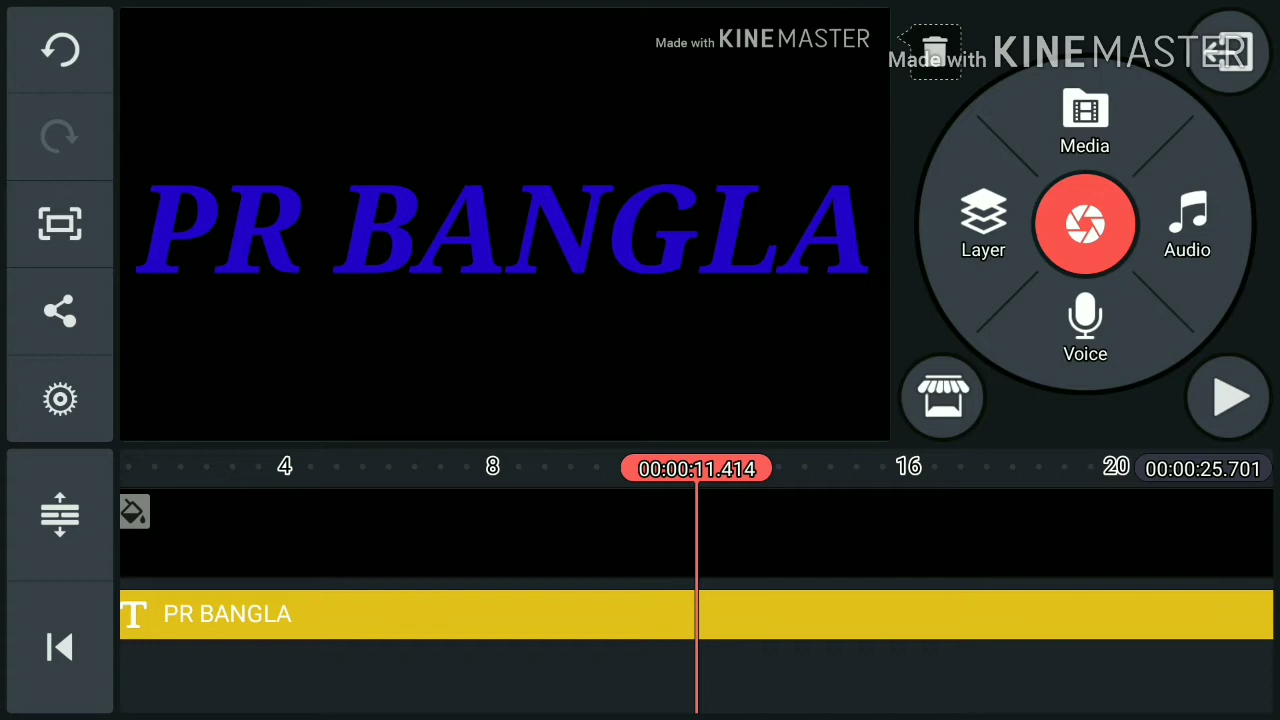 Made with KINEMASTER
Made with KINEMASTER
PR BANGLA
Media
Layer
Audio
Voice
4
8
00:00:11.414
16
20
00:00:25.701
T PR BANGLA